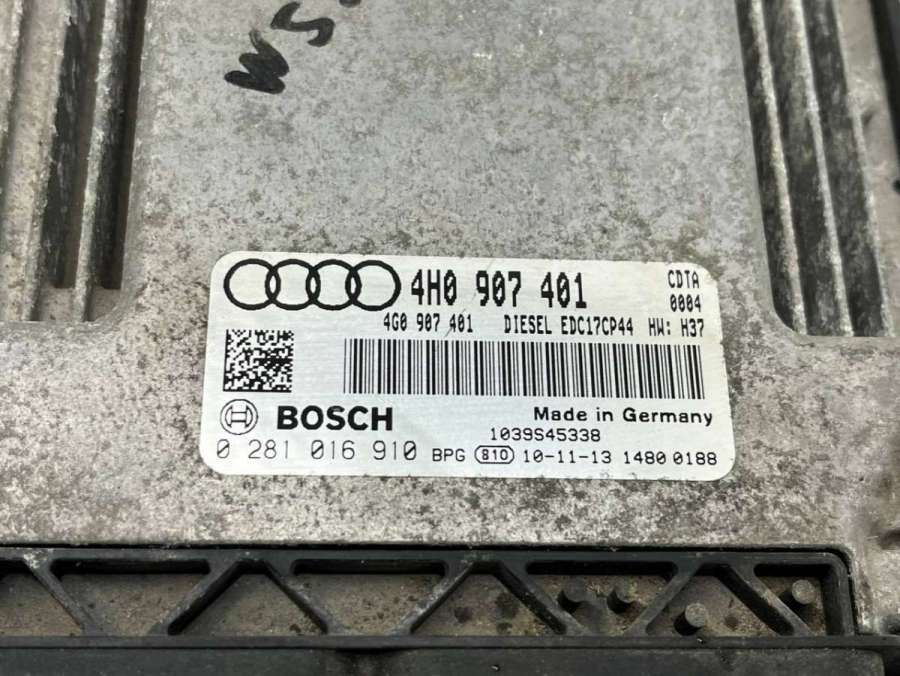 4H0 907 401 CDTA
0004
4G0 907 401 DIESEL EDC17CP44 HW: H37
BOSCH Made in Germany
1039S45338
0 281 016 910 BPG 810 10-11-13 1480 0188